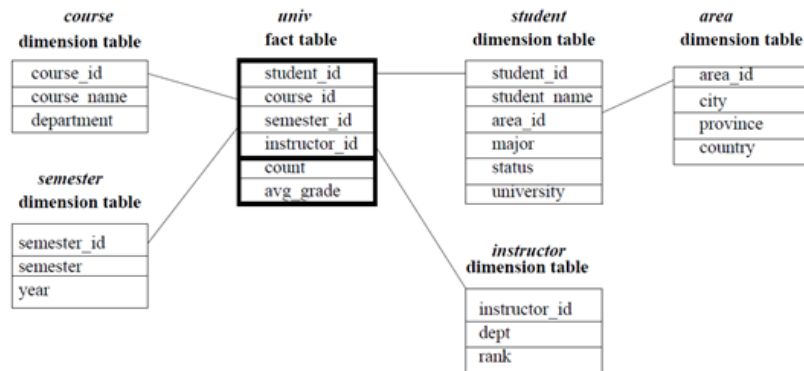 course
dimension table
course_id
course_name
department
univ
fact table
student_id
course_id
semester_id
instructor_id
count
avg_grade
student
dimension table
student_id
student_name
area_id
major
status
university
area
dimension table
area_id
city
province
country
semester
dimension table
semester_id
semester
year
instructor
dimension table
instructor_id
dept
rank